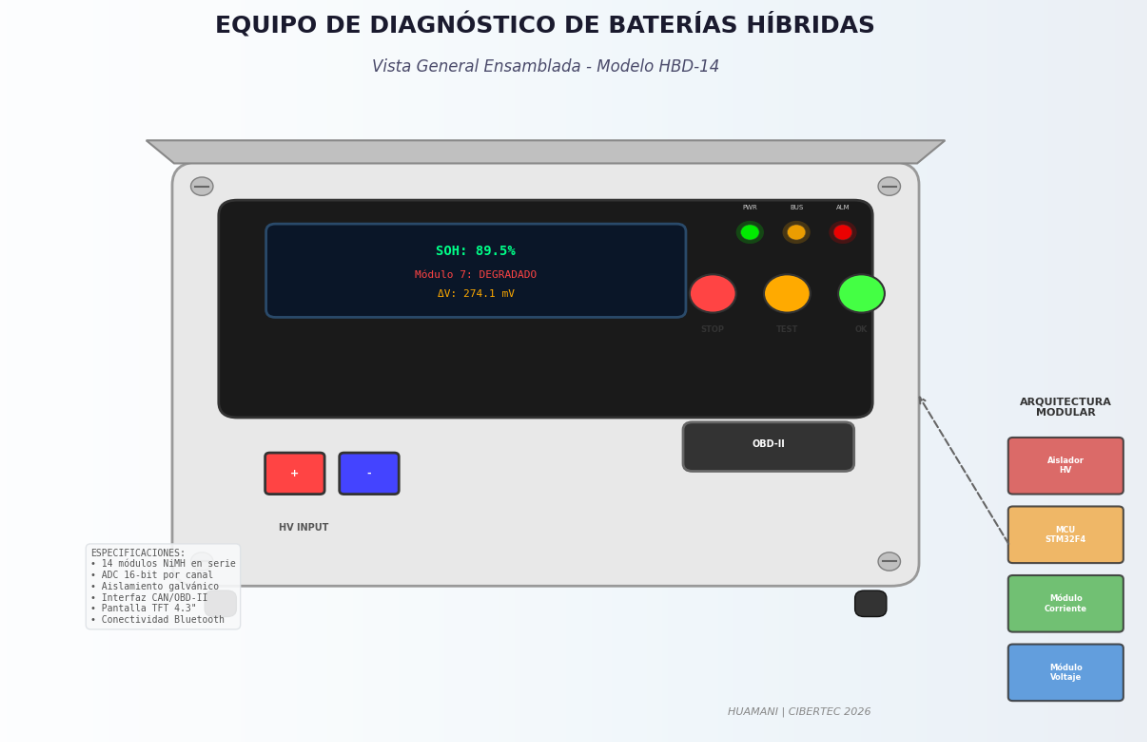 EQUIPO DE DIAGNÓSTICO DE BATERÍAS HÍBRIDAS
Vista General Ensamblada - Modelo HBD-14
PWR
BUS
ALM
SOH: 89.5%
Módulo 7: DEGRADADO
ΔV: 274.1 mV
STOP
TEST
OK
OBD-II
+
-
HV INPUT
ESPECIFICACIONES:
• 14 módulos NiMH en serie
• ADC 16-bit por canal
• Aislamiento galvánico
• Interfaz CAN/OBD-II
• Pantalla TFT 4.3"
• Conectividad Bluetooth
ARQUITECTURA
MODULAR
Aislador
HV
MCU
STM32F4
Módulo
Corriente
Módulo
Voltaje
HUAMANI | CIBERTEC 2026